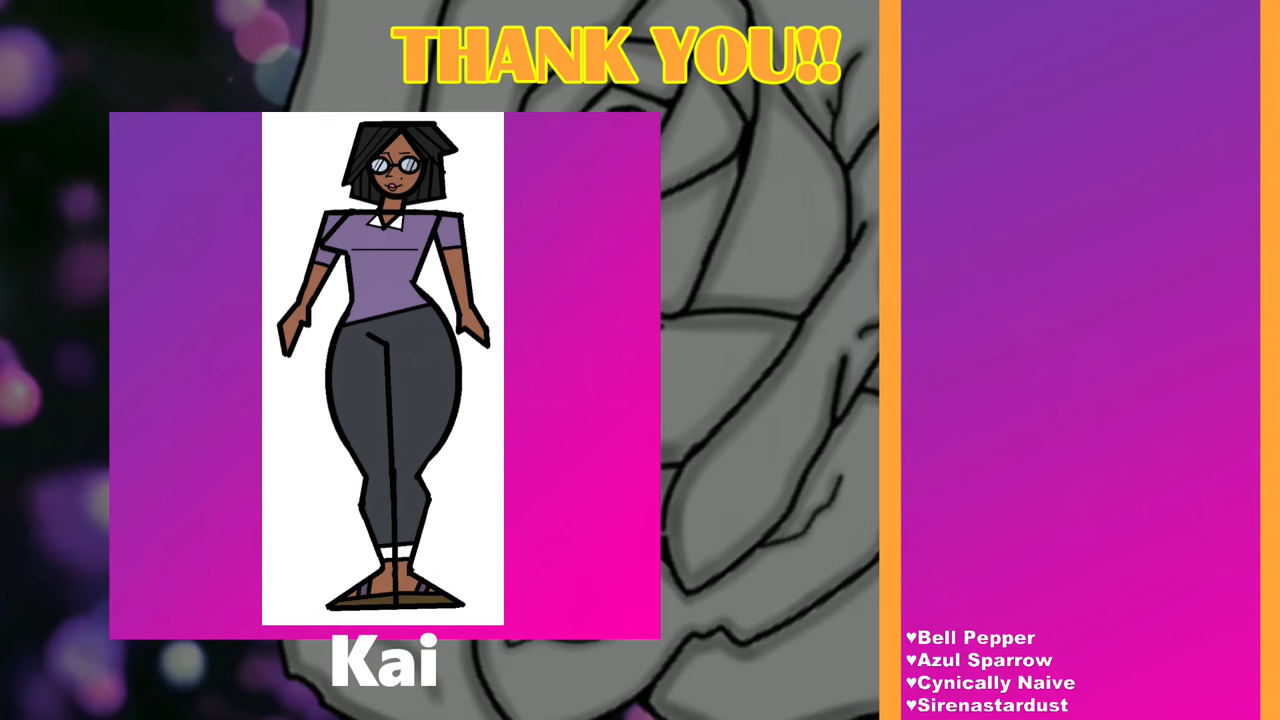 THANK YOU!!
Kai
♥Bell Pepper
♥Azul Sparrow
♥Cynically Naive
♥Sirenastardust